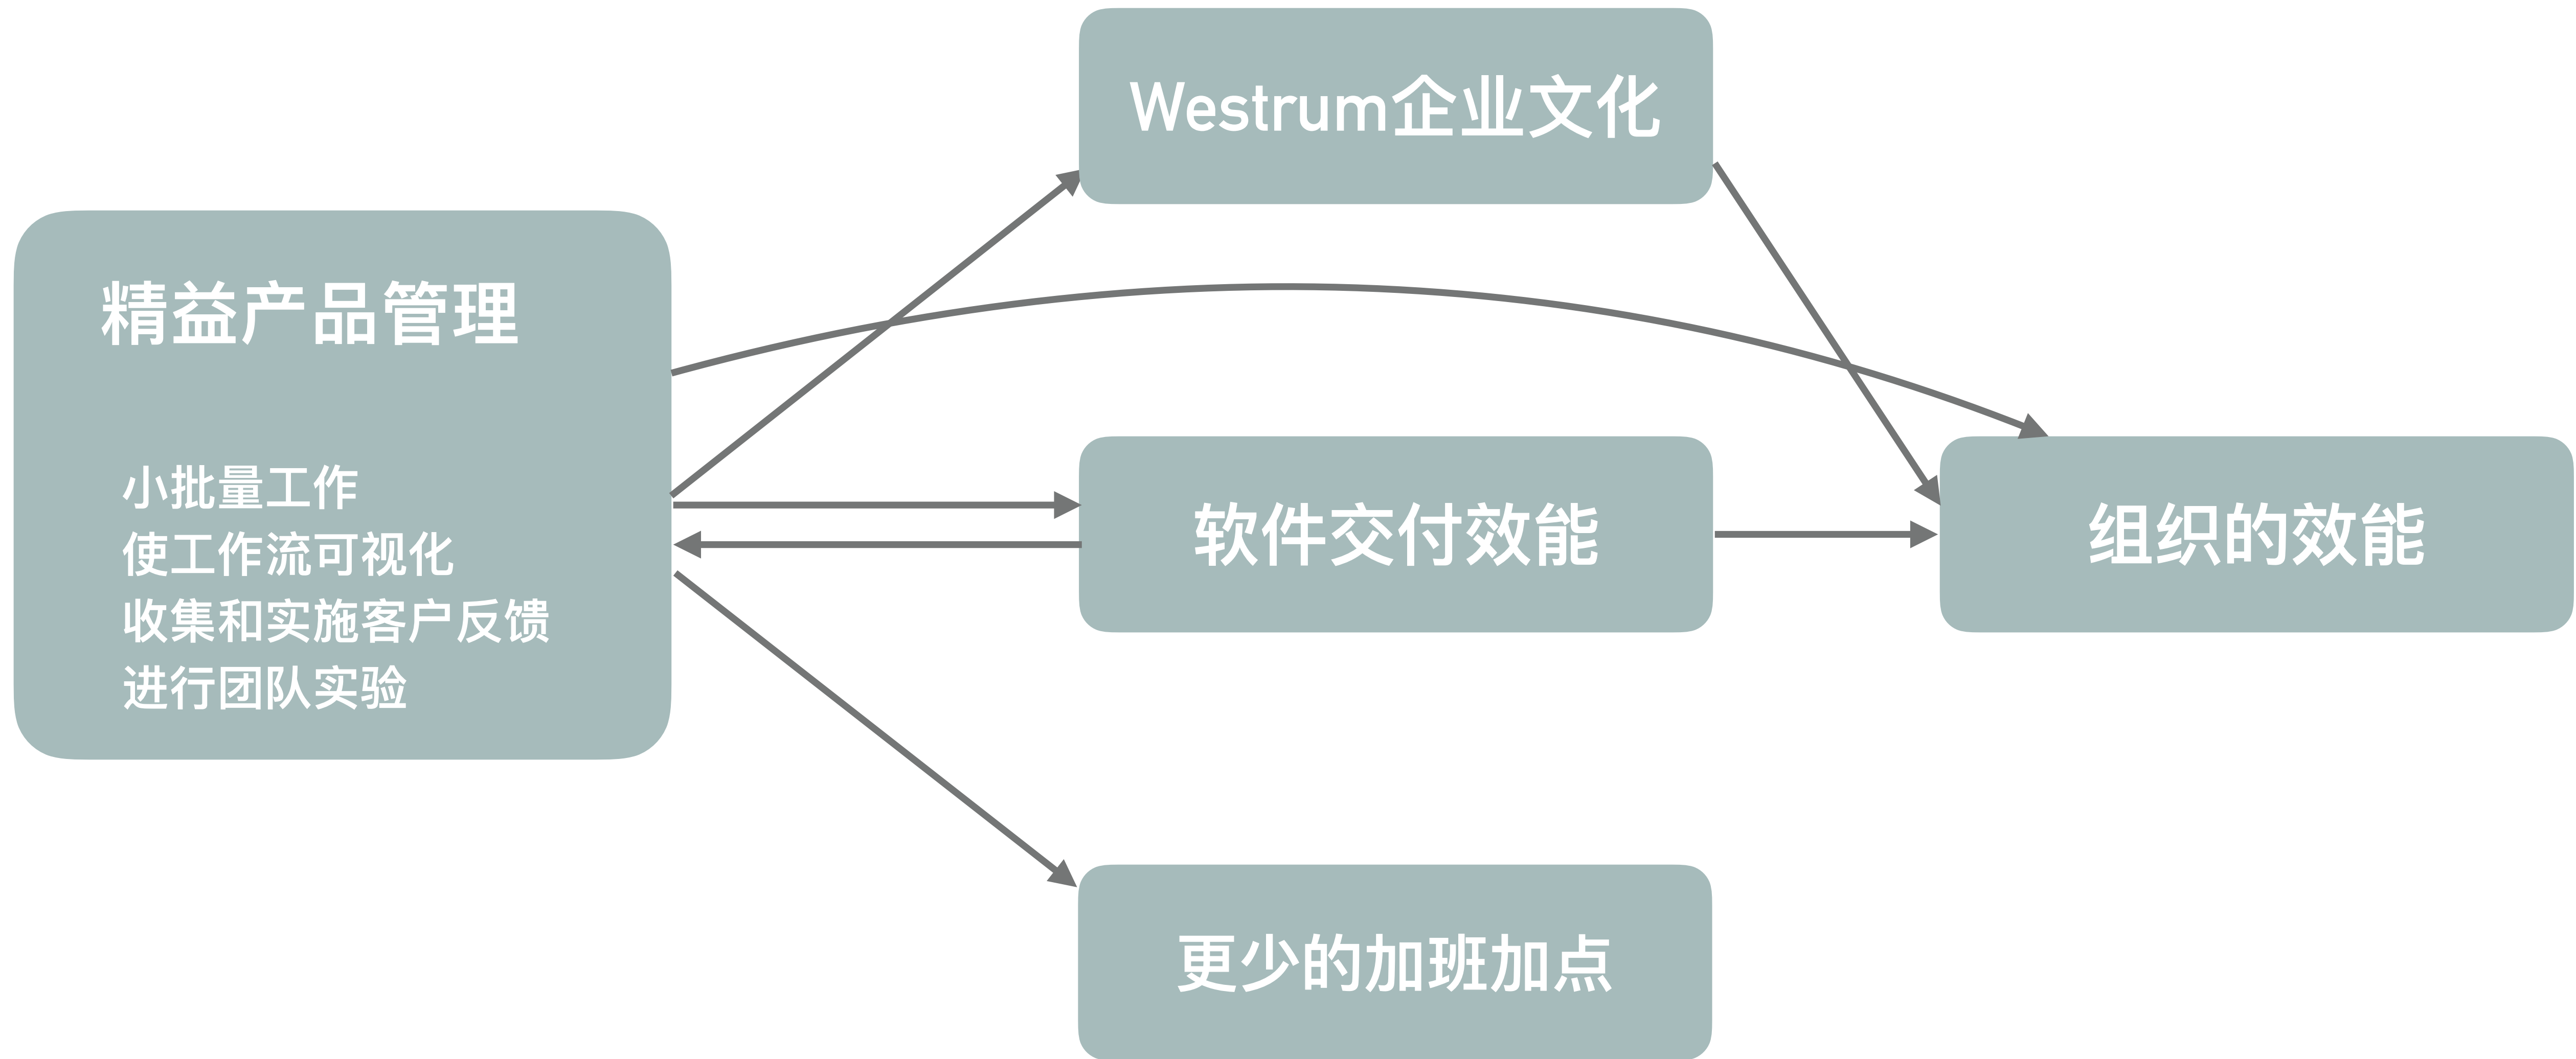 Westrum企业文化
精益产品管理
小批量工作
使工作流可视化
收集和实施客户反馈
进行团队实验
软件交付效能
组织的效能
更少的加班加点